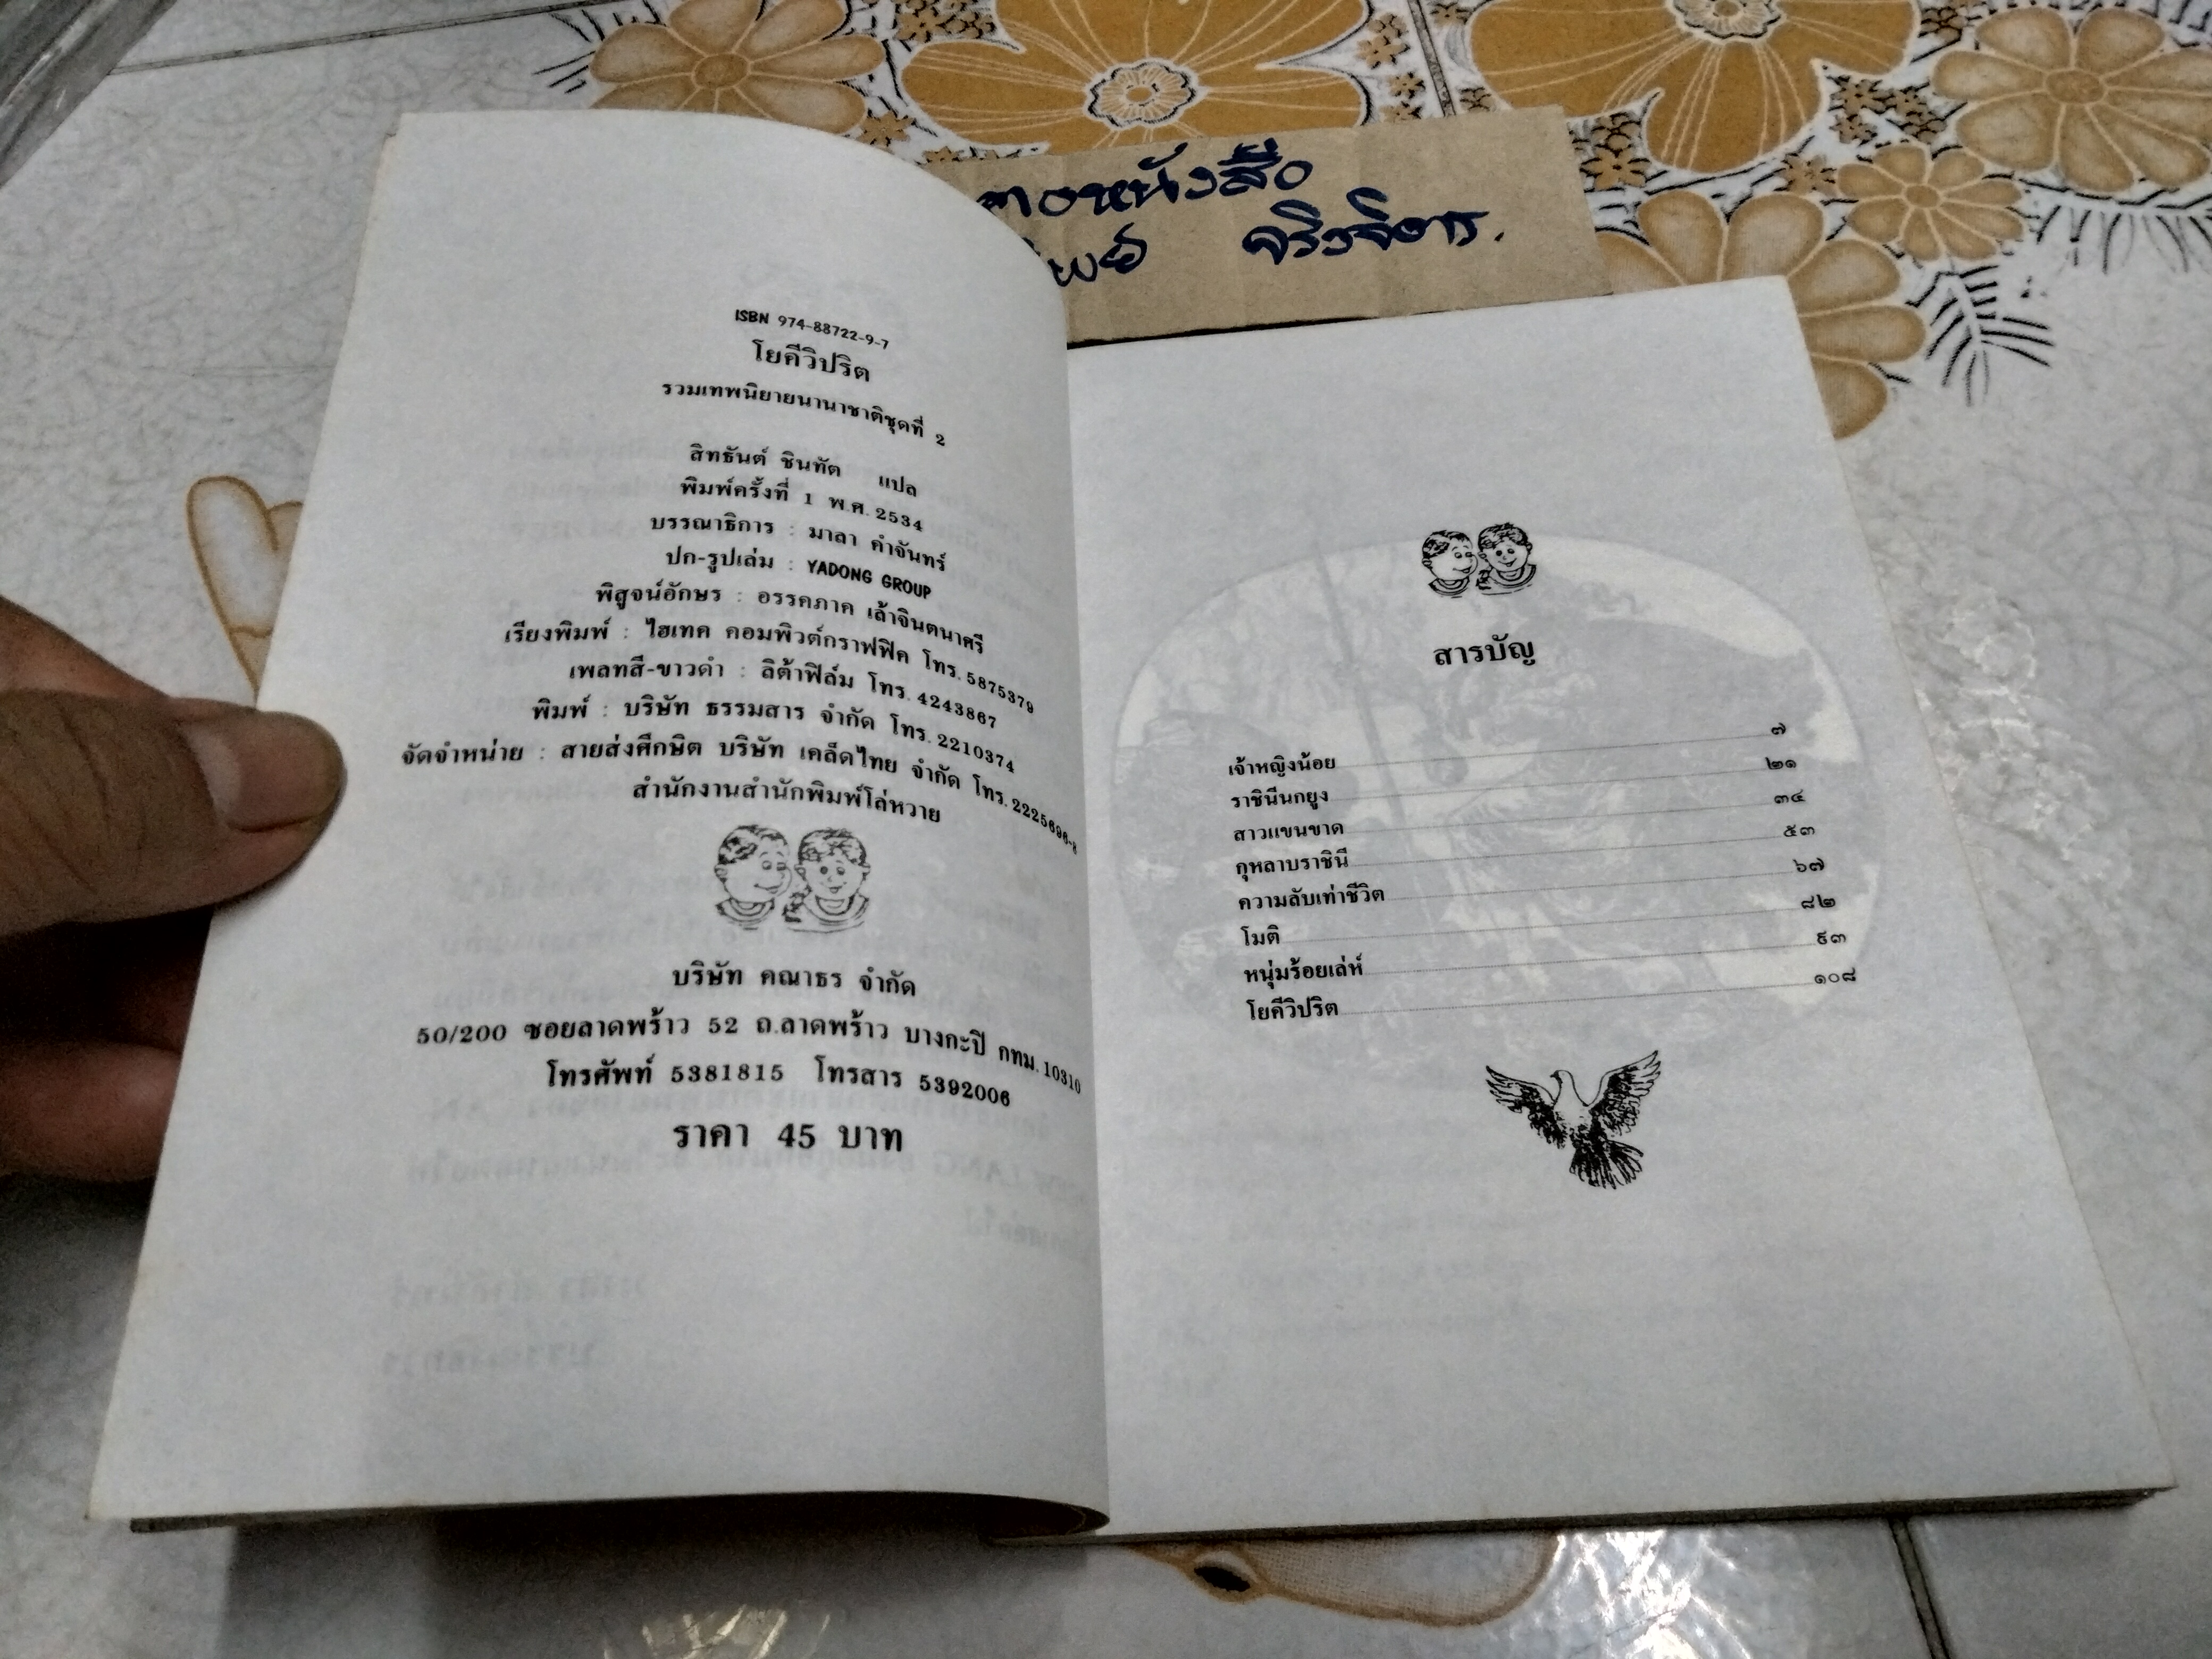 หนังสือ
จริงจิตร.
ISBN 974-88722-9-7
โยคีวิปริต
รวมเทพนิยายนานาชาติชุดที่ 2
สิทธันต์ ชินทัต แปล
พิมพ์ครั้งที่ 1 พ.ศ.2534
บรรณาธิการ : มาลา คำจันทร์
ปก-รูปเล่ม : YADONG GROUP
พิสูจน์อักษร : อรรคภาค เล้าจินตนาศรี
เรียงพิมพ์ : ไฮเทค คอมพิวต์กราฟฟิค โทร.5875379
เพลทสี-ขาวดำ : ลิต้าฟิล์ม โทร.4243867
พิมพ์ : บริษัท ธรรมสาร จำกัด โทร.2210374
จัดจำหน่าย : สายส่งศึกษิต บริษัท เคล็ดไทย จำกัด โทร.2225698-8
สำนักงานสำนักพิมพ์โล่หวาย
บริษัท คณาธร จำกัด
50/200 ซอยลาดพร้าว 52 ถ.ลาดพร้าว บางกะปิ กทม.10310
โทรศัพท์ 5381815 โทรสาร 5392006
ราคา 45 บาท
สารบัญ
เจ้าหญิงน้อย ๗
ราชินีนกยูง ๒๑
สาวแขนขาด ๓๔
กุหลาบราชินี ๕๓
ความลับเท่าชีวิต ๖๗
โมติ ๘๒
หนุ่มร้อยเล่ห์ ๙๓
โยคีวิปริต ๑๐๘